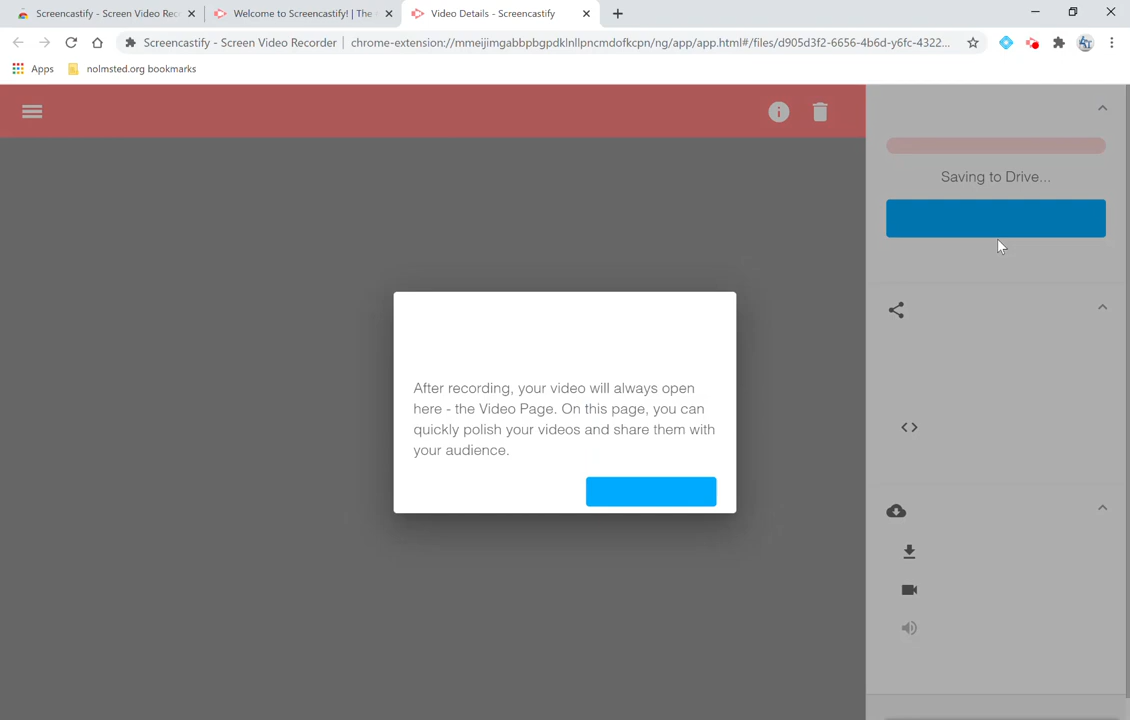 Screencastify - Screen Video Rec
Welcome to Screencastify! | The
Video Details - Screencastify
Screencastify - Screen Video Recorder
chrome-extension://mmeijimgabbpbgpdklnllpncmdofkcpn/ng/app/app.html#/files/d905d3f2-6656-4b6d-y6fc-4322...
Apps
nolmsted.org bookmarks
Saving to Drive...
After recording, your video will always open
here - the Video Page. On this page, you can
quickly polish your videos and share them with
your audience.